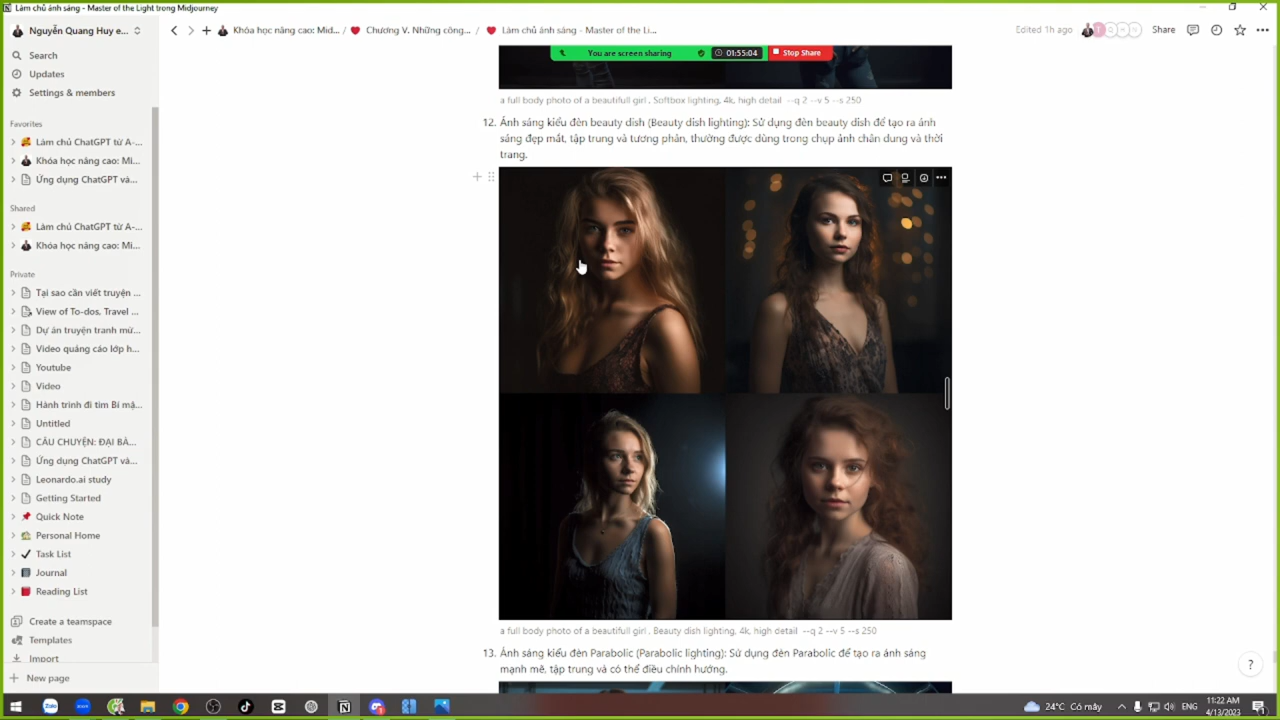 Làm chủ ánh sáng - Master of the Light trong Midjourney
Nguyễn Quang Huy e...
Khóa học nâng cao: Mid... / Chương V. Những công... / Làm chủ ánh sáng - Master of the Li...
Edited 1h ago
Share
Search
Updates
Settings & members
Favorites
Làm chủ ChatGPT từ A-...
Khóa học nâng cao: Mi...
Ứng dụng ChatGPT và...
Shared
Làm chủ ChatGPT từ A-...
Khóa học nâng cao: Mi...
Private
Tại sao cần viết truyện ...
View of To-dos, Travel ...
Dự án truyện tranh mù...
Video quảng cáo lớp h...
Youtube
Video
Hành trình đi tìm Bí mậ...
Untitled
CÂU CHUYỆN: ĐẠI BÀ...
Ứng dụng ChatGPT và...
Leonardo.ai study
Getting Started
Quick Note
Personal Home
Task List
Journal
Reading List
Create a teamspace
Templates
Import
New page
You are screen sharing
01:55:04
Stop Share
a full body photo of a beautifull girl , Softbox lighting, 4k, high detail --q 2 --v 5 --s 250
12. Ánh sáng kiểu đèn beauty dish (Beauty dish lighting): Sử dụng đèn beauty dish để tạo ra ánh
sáng đẹp mắt, tập trung và tương phản, thường được dùng trong chụp ảnh chân dung và thời
trang.
a full body photo of a beautifull girl , Beauty dish lighting, 4k, high detail --q 2 --v 5 --s 250
13. Ánh sáng kiểu đèn Parabolic (Parabolic lighting): Sử dụng đèn Parabolic để tạo ra ánh sáng
mạnh mẽ, tập trung và có thể điều chỉnh hướng.
?
Zalo
zoom
24°C Có mây
ENG
11:22 AM
4/13/2023